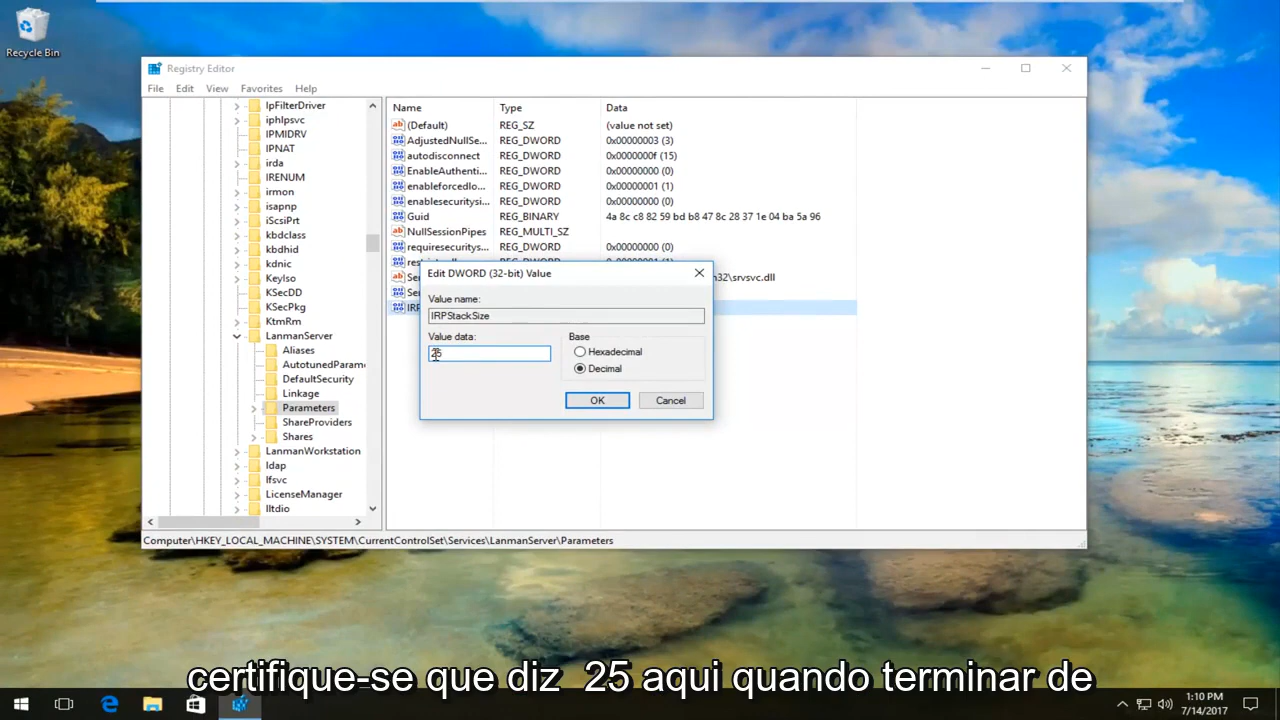 Recycle Bin
Registry Editor
File Edit View Favorites Help
IpFilterDriver
iphlpsvc
IPMIDRV
IPNAT
irda
IRENUM
irmon
isapnp
iScsiPrt
kbdclass
kbdhid
kdnic
KeyIso
KSecDD
KSecPkg
KtmRm
LanmanServer
Aliases
AutotunedParame
DefaultSecurity
Linkage
Parameters
ShareProviders
Shares
LanmanWorkstation
ldap
lfsvc
LicenseManager
lltdio
Name Type Data
(Default) REG_SZ (value not set)
AdjustedNullSe... REG_DWORD 0x00000003 (3)
autodisconnect REG_DWORD 0x0000000f (15)
EnableAuthenti... REG_DWORD 0x00000000 (0)
enableforcedlo... REG_DWORD 0x00000001 (1)
enablesecuritysi... REG_DWORD 0x00000000 (0)
Guid REG_BINARY 4a 8c c8 82 59 bd b8 47 8c 28 37 1e 04 ba 5a 96
NullSessionPipes REG_MULTI_SZ
requiresecuritys... REG_DWORD 0x00000000 (0)
\srvsvc.dll
Edit DWORD (32-bit) Value
Value name:
IRPStackSize
Value data:
25
Base
Hexadecimal
Decimal
OK Cancel
Computer\HKEY_LOCAL_MACHINE\SYSTEM\CurrentControlSet\Services\LanmanServer\Parameters
certifique-se que diz 25 aqui quando terminar de
1:10 PM
7/14/2017